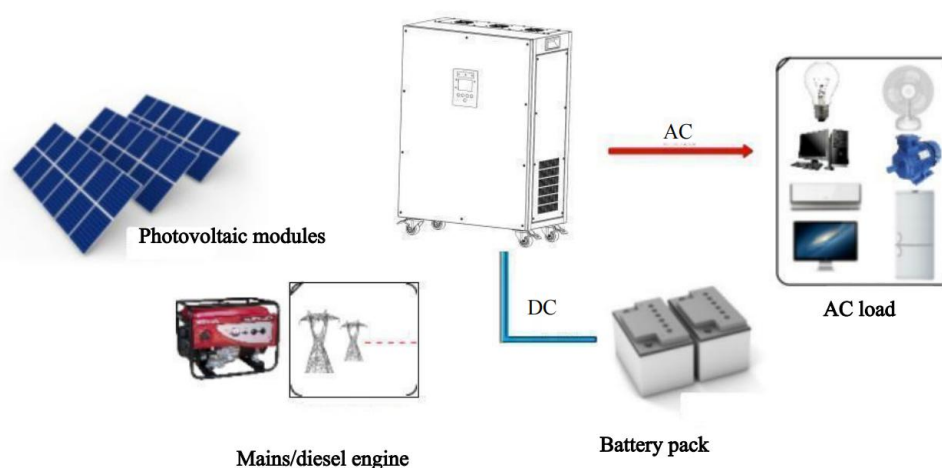 AC
Photovoltaic modules
DC
AC load
Mains/diesel engine
Battery pack